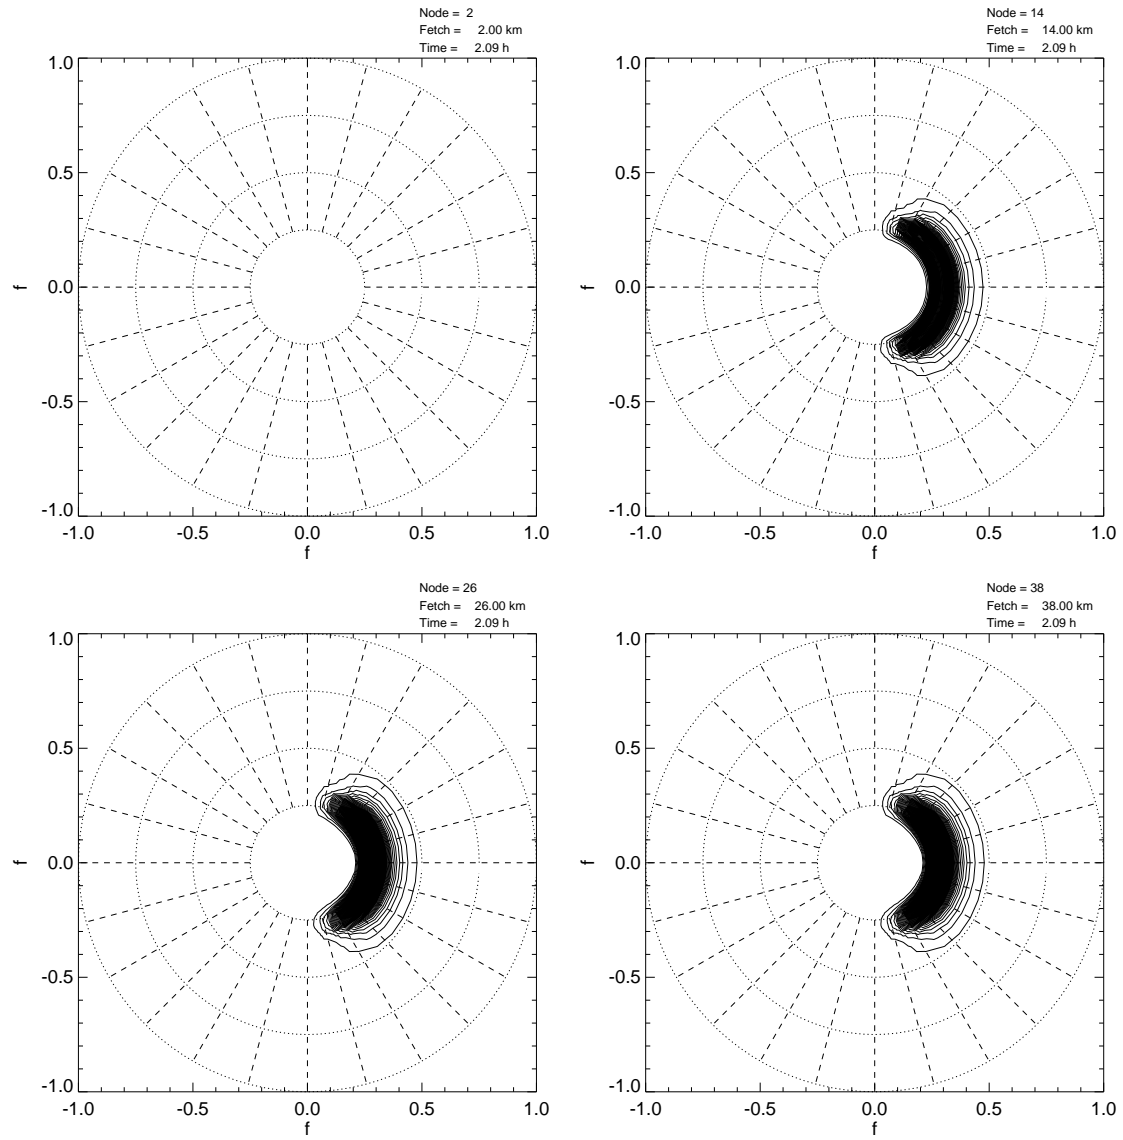 Node = 2
Fetch = 2.00 km
Time = 2.09 h
1.0
0.5
0.0
-0.5
-1.0
f
-1.0 -0.5 0.0 0.5 1.0
f
Node = 14
Fetch = 14.00 km
Time = 2.09 h
1.0
0.5
0.0
-0.5
-1.0
f
-1.0 -0.5 0.0 0.5 1.0
f
Node = 26
Fetch = 26.00 km
Time = 2.09 h
1.0
0.5
0.0
-0.5
-1.0
f
-1.0 -0.5 0.0 0.5 1.0
f
Node = 38
Fetch = 38.00 km
Time = 2.09 h
1.0
0.5
0.0
-0.5
-1.0
f
-1.0 -0.5 0.0 0.5 1.0
f